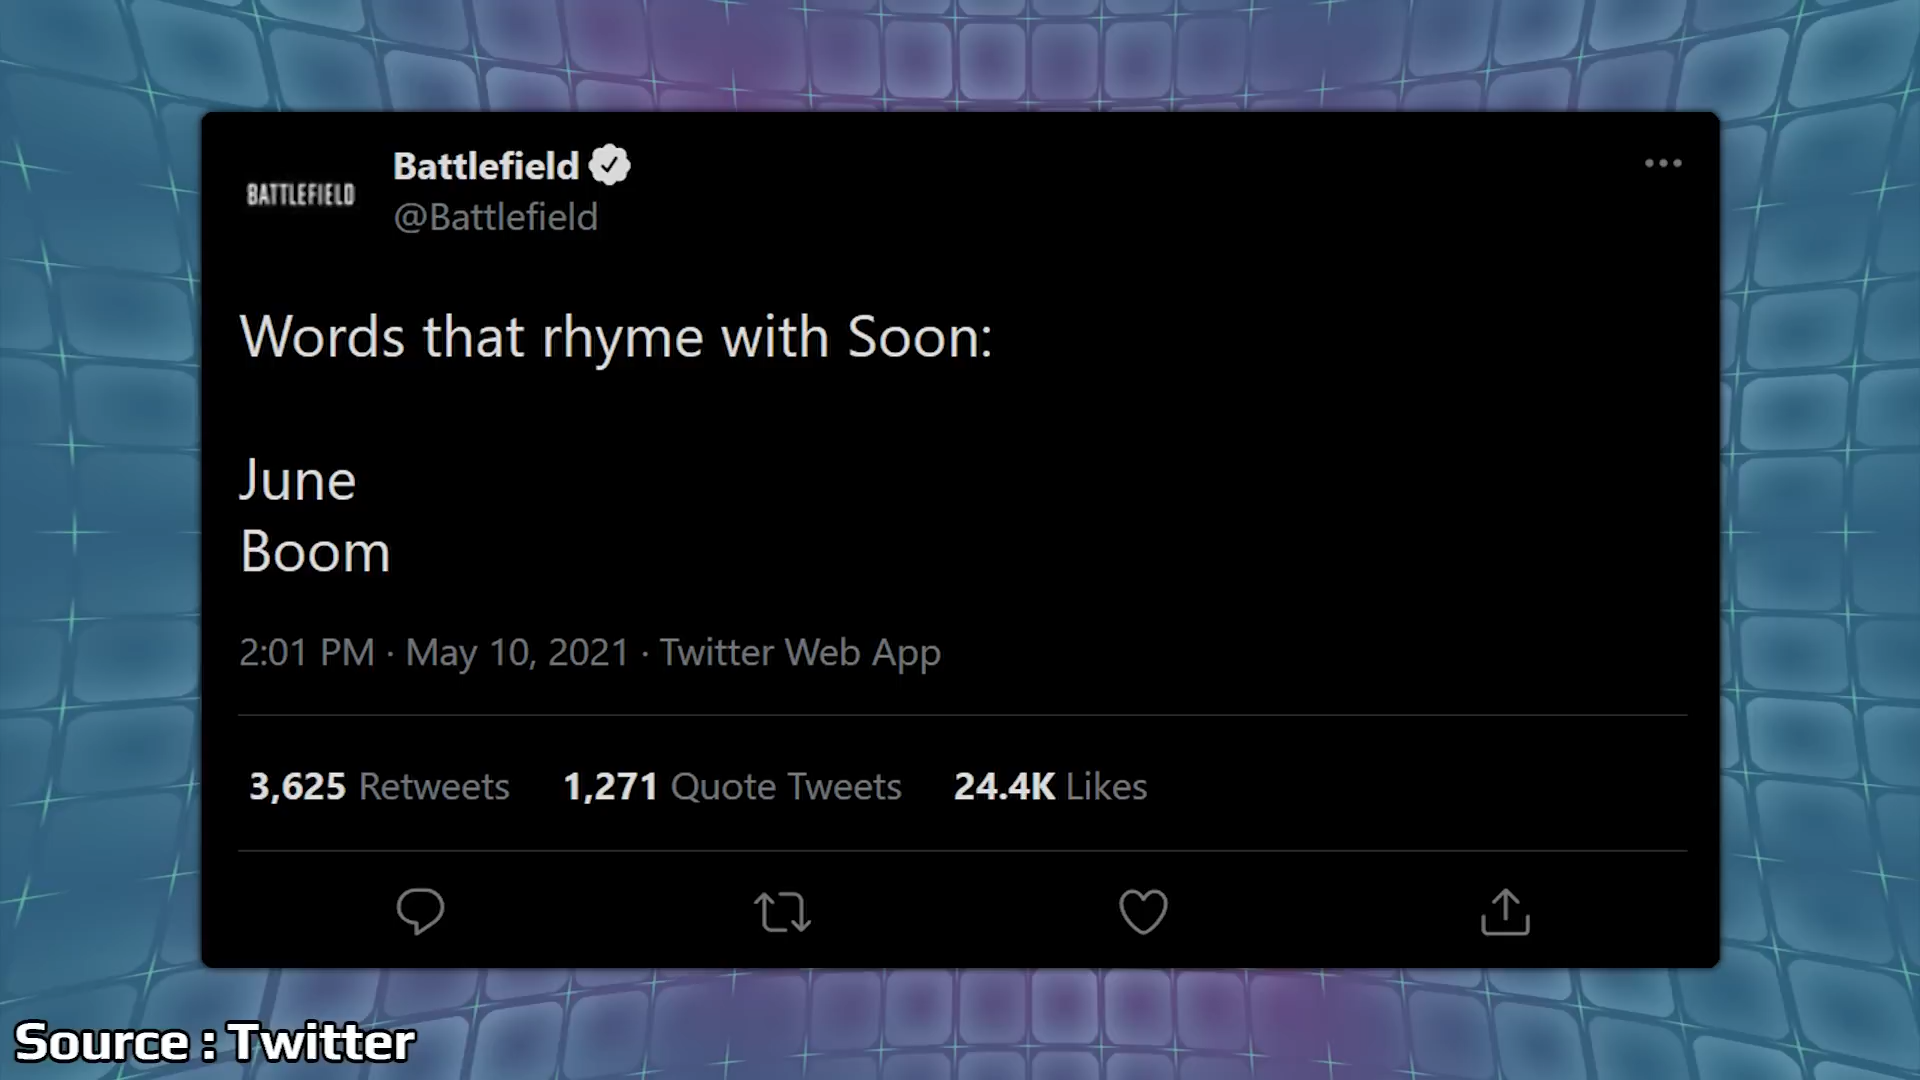 BATTLEFIELD
Battlefield
@Battlefield
Words that rhyme with Soon:
June
Boom
2:01 PM · May 10, 2021 · Twitter Web App
3,625 Retweets 1,271 Quote Tweets 24.4K Likes
Source : Twitter